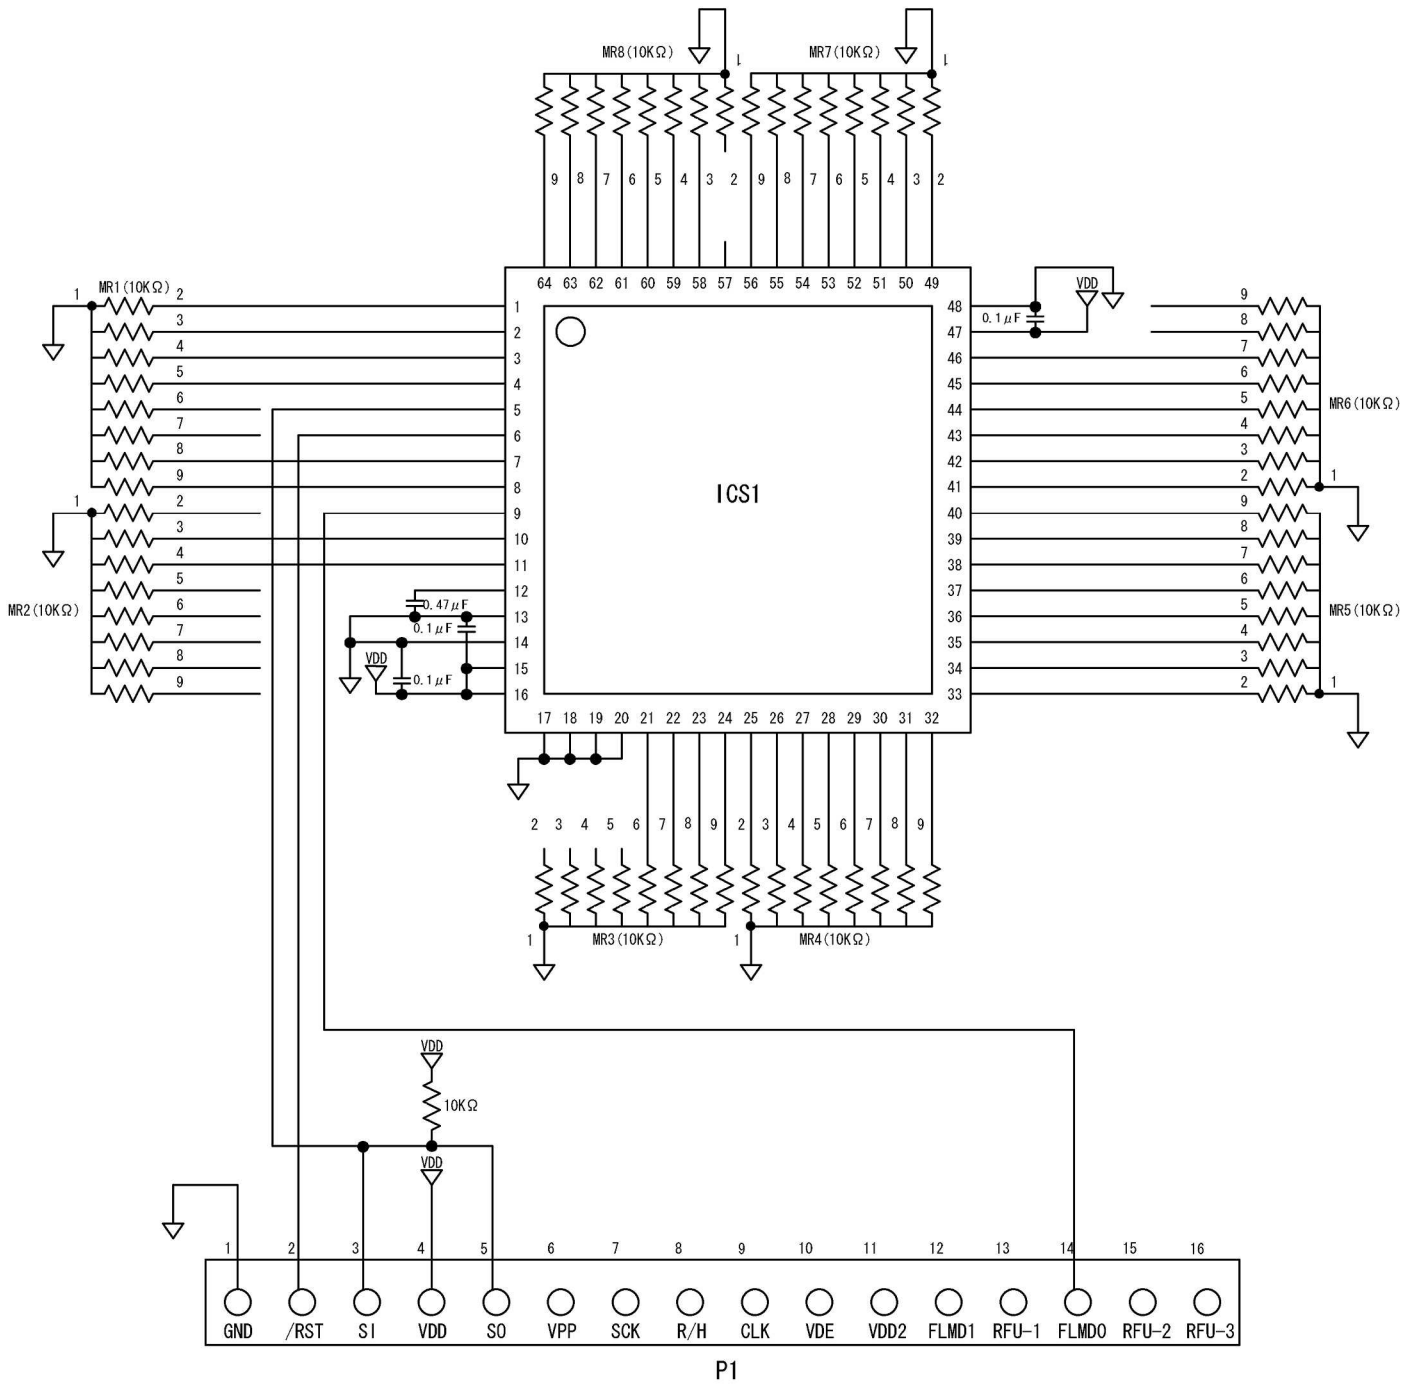 MR8(10KΩ)
1
MR7(10KΩ)
1
9 8 7 6 5 4 3 2 9 8 7 6 5 4 3 2
64 63 62 61 60 59 58 57 56 55 54 53 52 51 50 49
1 MR1(10KΩ) 2 1 48 0.1μF VDD 9
3 2 47 8
4 3 46 7
5 4 45 6
6 5 44 5 MR6(10KΩ)
7 6 43 4
8 7 42 3
9 8 ICS1 41 2 1
1 2 9 40 9
3 10 39 8
4 11 38 7
5 12 37 6
MR2(10KΩ) 6 0.47μF 13 36 5 MR5(10KΩ)
7 0.1μF 14 35 4
8 VDD 15 34 3
9 0.1μF 16 33 2 1
17 18 19 20 21 22 23 24 25 26 27 28 29 30 31 32
2 3 4 5 6 7 8 9 2 3 4 5 6 7 8 9
1 MR3(10KΩ) 1 MR4(10KΩ)
VDD
10KΩ
VDD
1 2 3 4 5 6 7 8 9 10 11 12 13 14 15 16
GND /RST SI VDD SO VPP SCK R/H CLK VDE VDD2 FLMD1 RFU-1 FLMD0 RFU-2 RFU-3
P1